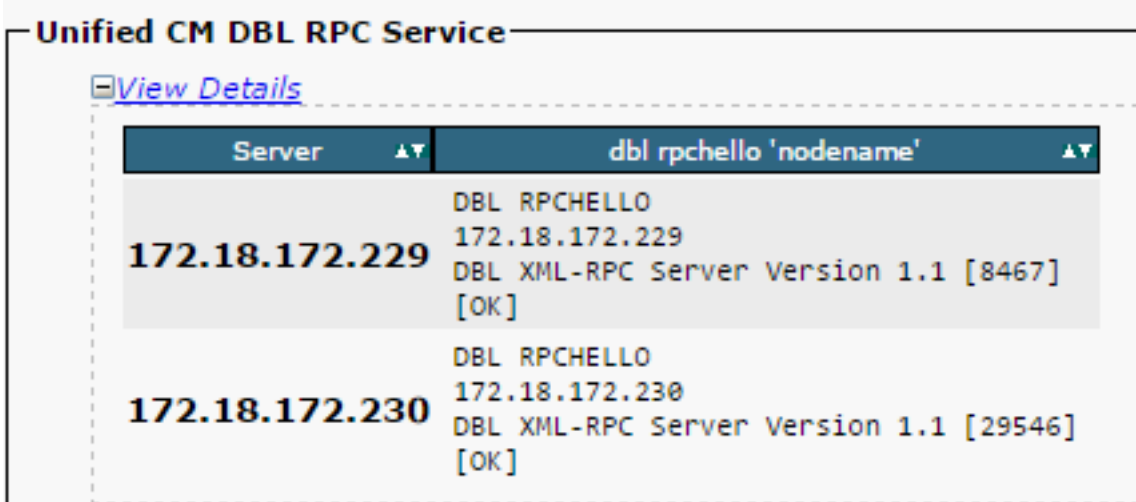 Unified CM DBL RPC Service
View Details
Server dbl rpchello 'nodename'
172.18.172.229
DBL RPCHELLO
172.18.172.229
DBL XML-RPC Server Version 1.1 [8467]
[OK]
172.18.172.230
DBL RPCHELLO
172.18.172.230
DBL XML-RPC Server Version 1.1 [29546]
[OK]